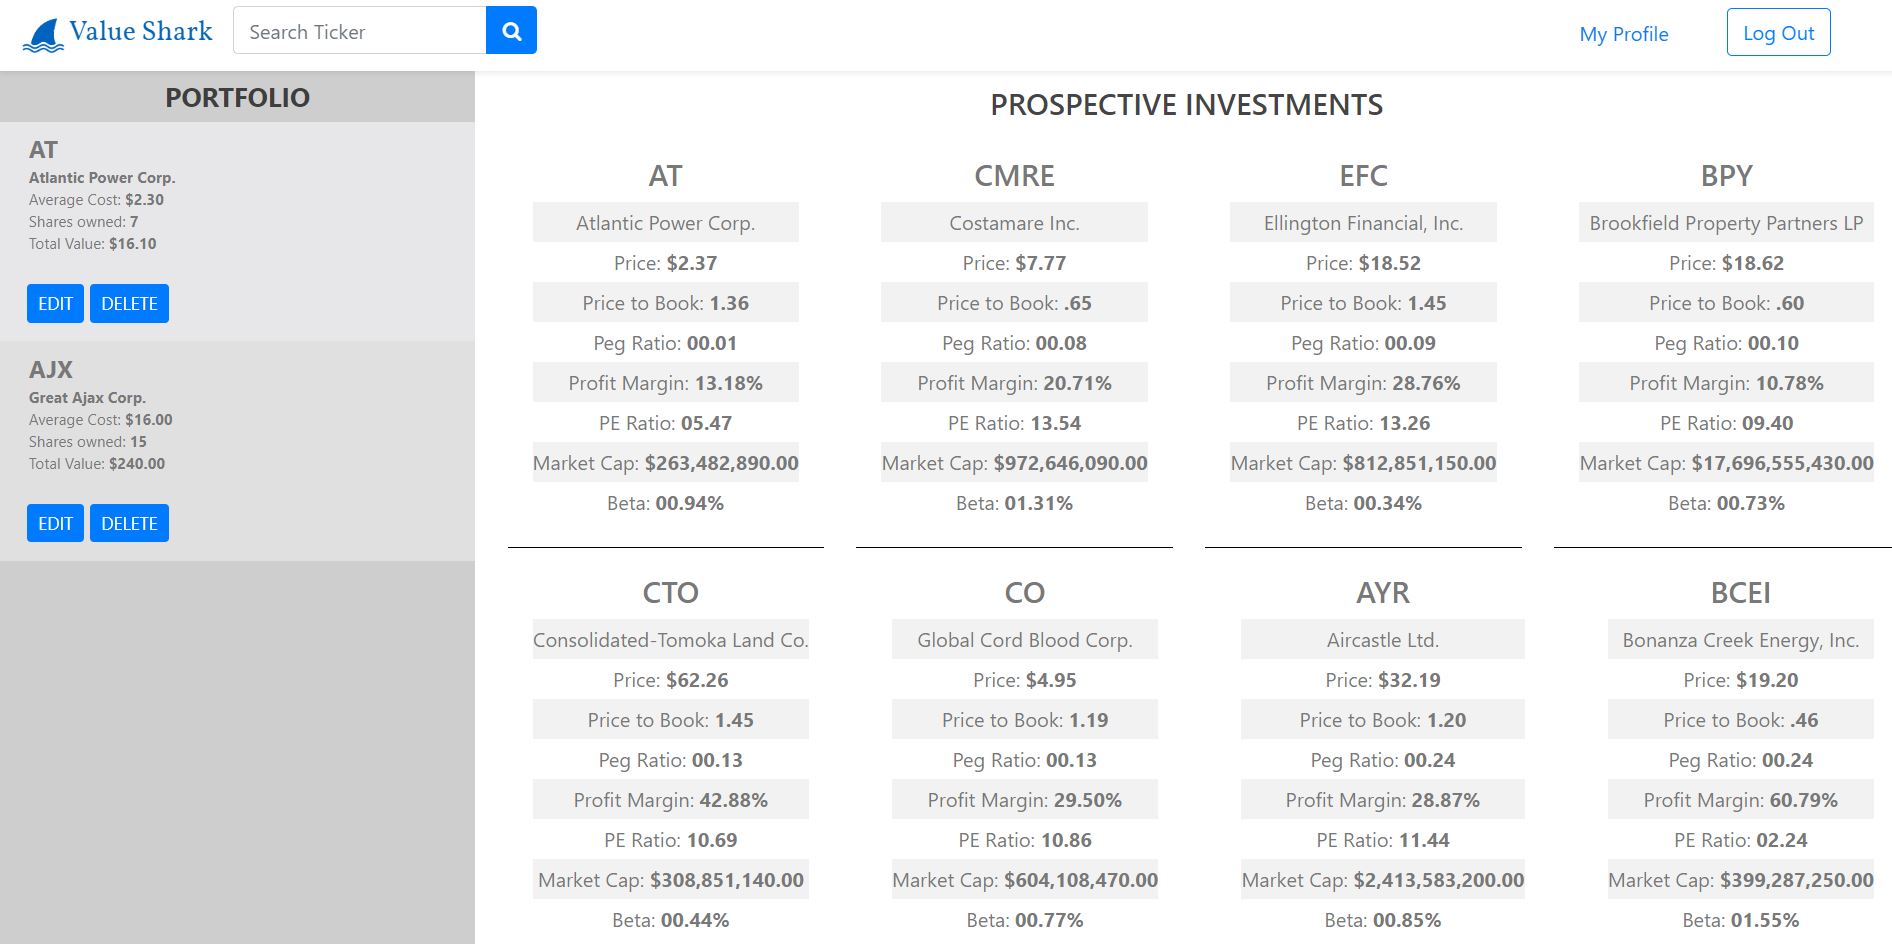 Value Shark
Search Ticker
My Profile
Log Out
PORTFOLIO
AT
Atlantic Power Corp.
Average Cost: $2.30
Shares owned: 7
Total Value: $16.10
EDIT DELETE
AJX
Great Ajax Corp.
Average Cost: $16.00
Shares owned: 15
Total Value: $240.00
EDIT DELETE
PROSPECTIVE INVESTMENTS
AT
Atlantic Power Corp.
Price: $2.37
Price to Book: 1.36
Peg Ratio: 00.01
Profit Margin: 13.18%
PE Ratio: 05.47
Market Cap: $263,482,890.00
Beta: 00.94%
CMRE
Costamare Inc.
Price: $7.77
Price to Book: .65
Peg Ratio: 00.08
Profit Margin: 20.71%
PE Ratio: 13.54
Market Cap: $972,646,090.00
Beta: 01.31%
EFC
Ellington Financial, Inc.
Price: $18.52
Price to Book: 1.45
Peg Ratio: 00.09
Profit Margin: 28.76%
PE Ratio: 13.26
Market Cap: $812,851,150.00
Beta: 00.34%
BPY
Brookfield Property Partners LP
Price: $18.62
Price to Book: .60
Peg Ratio: 00.10
Profit Margin: 10.78%
PE Ratio: 09.40
Market Cap: $17,696,555,430.00
Beta: 00.73%
CTO
Consolidated-Tomoka Land Co.
Price: $62.26
Price to Book: 1.45
Peg Ratio: 00.13
Profit Margin: 42.88%
PE Ratio: 10.69
Market Cap: $308,851,140.00
Beta: 00.44%
CO
Global Cord Blood Corp.
Price: $4.95
Price to Book: 1.19
Peg Ratio: 00.13
Profit Margin: 29.50%
PE Ratio: 10.86
Market Cap: $604,108,470.00
Beta: 00.77%
AYR
Aircastle Ltd.
Price: $32.19
Price to Book: 1.20
Peg Ratio: 00.24
Profit Margin: 28.87%
PE Ratio: 11.44
Market Cap: $2,413,583,200.00
Beta: 00.85%
BCEI
Bonanza Creek Energy, Inc.
Price: $19.20
Price to Book: .46
Peg Ratio: 00.24
Profit Margin: 60.79%
PE Ratio: 02.24
Market Cap: $399,287,250.00
Beta: 01.55%